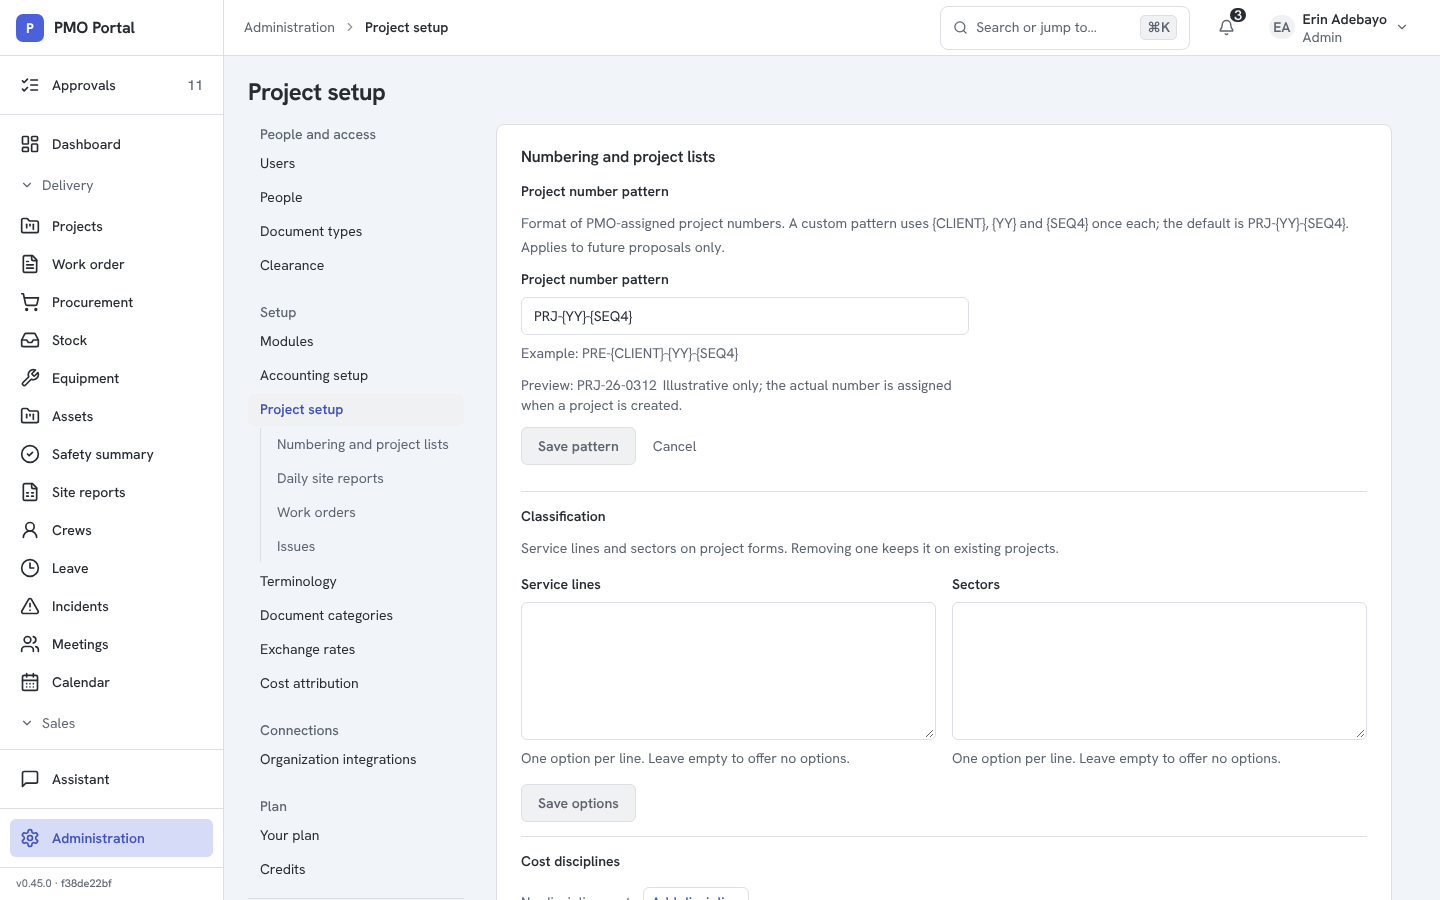 P
PMO Portal
Administration
Project setup
Search or jump to...
⌘K
3
EA
Erin Adebayo
Admin
Approvals
11
Dashboard
Delivery
Projects
Work order
Procurement
Stock
Equipment
Assets
Safety summary
Site reports
Crews
Leave
Incidents
Meetings
Calendar
Sales
Assistant
Administration
v0.45.0 · f38de22bf
Project setup
People and access
Users
People
Document types
Clearance
Setup
Modules
Accounting setup
Project setup
Numbering and project lists
Daily site reports
Work orders
Issues
Terminology
Document categories
Exchange rates
Cost attribution
Connections
Organization integrations
Plan
Your plan
Credits
Numbering and project lists
Project number pattern
Format of PMO-assigned project numbers. A custom pattern uses {CLIENT}, {YY} and {SEQ4} once each; the default is PRJ-{YY}-{SEQ4}.
Applies to future proposals only.
Project number pattern
PRJ-{YY}-{SEQ4}
Example: PRE-{CLIENT}-{YY}-{SEQ4}
Preview: PRJ-26-0312 Illustrative only; the actual number is assigned
when a project is created.
Save pattern
Cancel
Classification
Service lines and sectors on project forms. Removing one keeps it on existing projects.
Service lines
Sectors
One option per line. Leave empty to offer no options.
One option per line. Leave empty to offer no options.
Save options
Cost disciplines